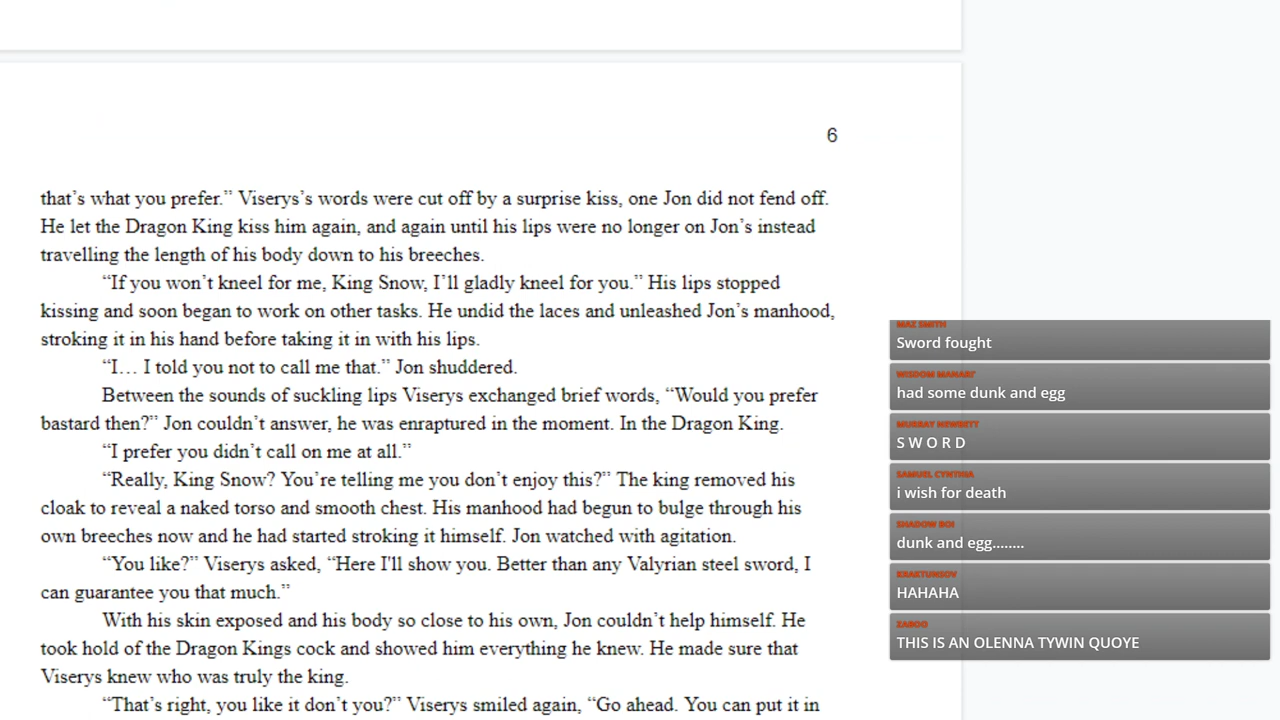 6
that’s what you prefer.” Viserys’s words were cut off by a surprise kiss, one Jon did not fend off.
He let the Dragon King kiss him again, and again until his lips were no longer on Jon’s instead
travelling the length of his body down to his breeches.
“If you won’t kneel for me, King Snow, I’ll gladly kneel for you.” His lips stopped
kissing and soon began to work on other tasks. He undid the laces and unleashed Jon’s manhood,
stroking it in his hand before taking it in with his lips.
“I… I told you not to call me that.” Jon shuddered.
Between the sounds of suckling lips Viserys exchanged brief words, “Would you prefer
bastard then?” Jon couldn’t answer, he was enraptured in the moment. In the Dragon King.
“I prefer you didn’t call on me at all.”
“Really, King Snow? You’re telling me you don’t enjoy this?” The king removed his
cloak to reveal a naked torso and smooth chest. His manhood had begun to bulge through his
own breeches now and he had started stroking it himself. Jon watched with agitation.
“You like?” Viserys asked, “Here I'll show you. Better than any Valyrian steel sword, I
can guarantee you that much.”
With his skin exposed and his body so close to his own, Jon couldn’t help himself. He
took hold of the Dragon Kings cock and showed him everything he knew. He made sure that
Viserys knew who was truly the king.
“That’s right, you like it don’t you?” Viserys smiled again, “Go ahead. You can put it in
MAZ SMITH
Sword fought
WISDOM MANARI'
had some dunk and egg
MURRAY NEWBETT
S W O R D
SAMUEL CYNTHIA
i wish for death
SHADOW BOI
dunk and egg........
KRAKTUNSOV
HAHAHA
ZABOO
THIS IS AN OLENNA TYWIN QUOYE